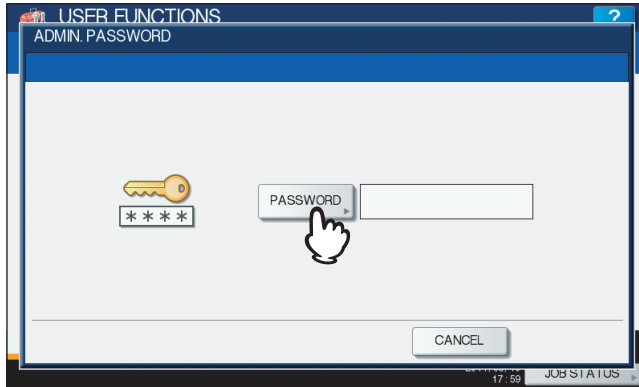 USER FUNCTIONS
?
ADMIN. PASSWORD
PASSWORD
****
CANCEL
17 : 59
JOB STATUS